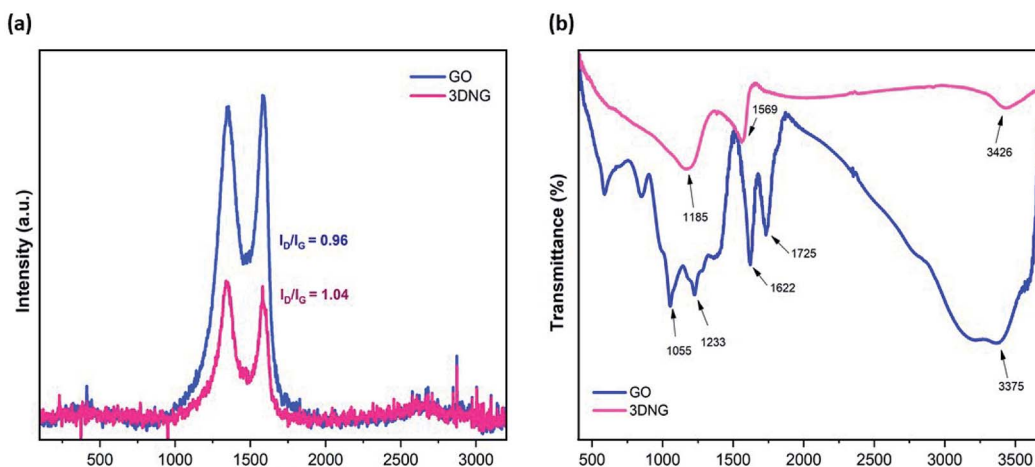 (a)
Intensity (a.u.)
GO
3DNG
I_D/I_G = 0.96
I_D/I_G = 1.04
500 1000 1500 2000 2500 3000
(b)
Transmittance (%)
1569
3426
1185
1725
1622
1055
1233
3375
GO
3DNG
500 1000 1500 2000 2500 3000 3500